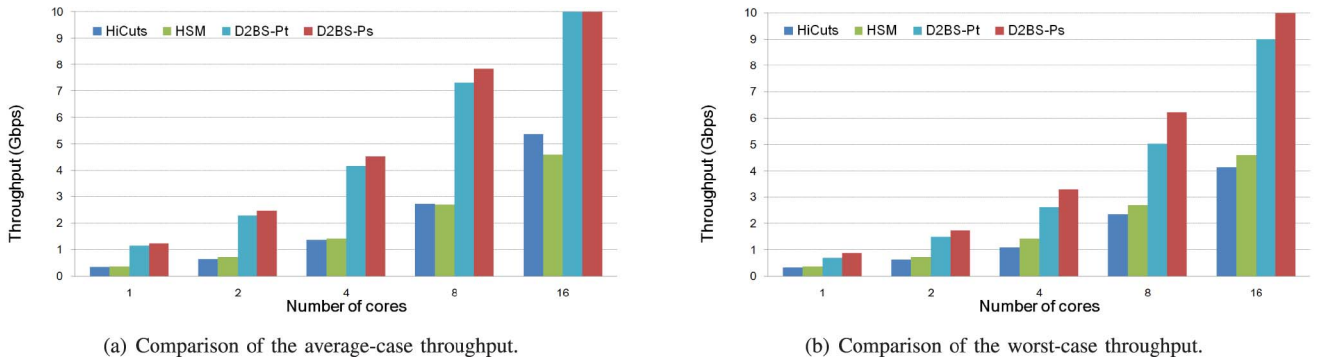 10
9
8
7
6
5
4
3
2
1
0
Throughput (Gbps)
HiCuts HSM D2BS-Pt D2BS-Ps
1 2 4 8 16
Number of cores
(a) Comparison of the average-case throughput.
10
9
8
7
6
5
4
3
2
1
0
Throughput (Gbps)
HiCuts HSM D2BS-Pt D2BS-Ps
1 2 4 8 16
Number of cores
(b) Comparison of the worst-case throughput.